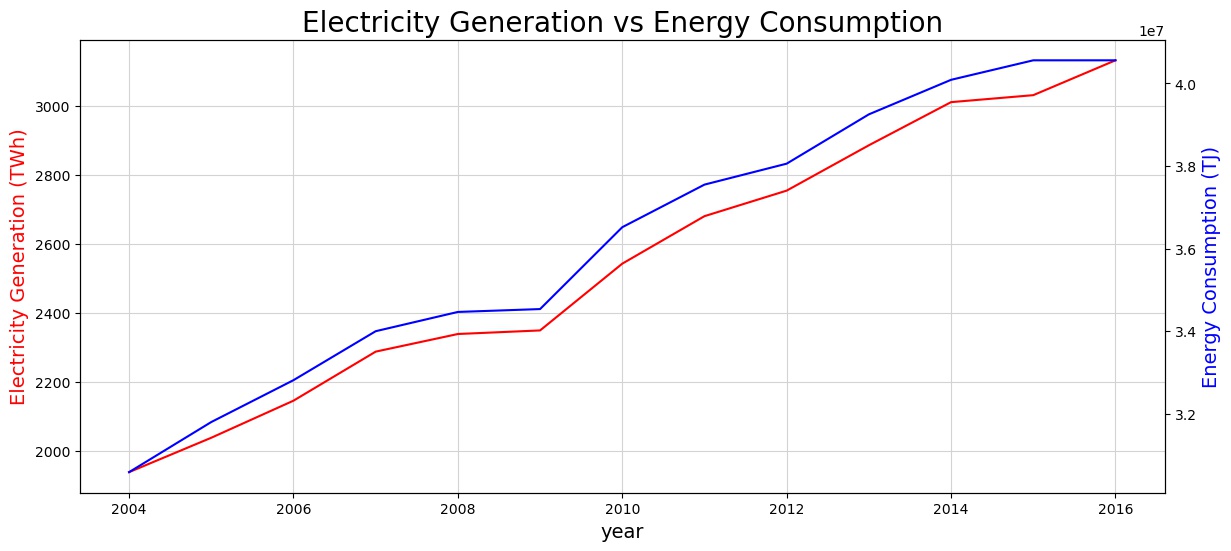 Electricity Generation vs Energy Consumption
1e7
Electricity Generation (TWh)
3000
2800
2600
2400
2200
2000
4.0
3.8
3.6
3.4
3.2
Energy Consumption (TJ)
2004 2006 2008 2010 2012 2014 2016
year